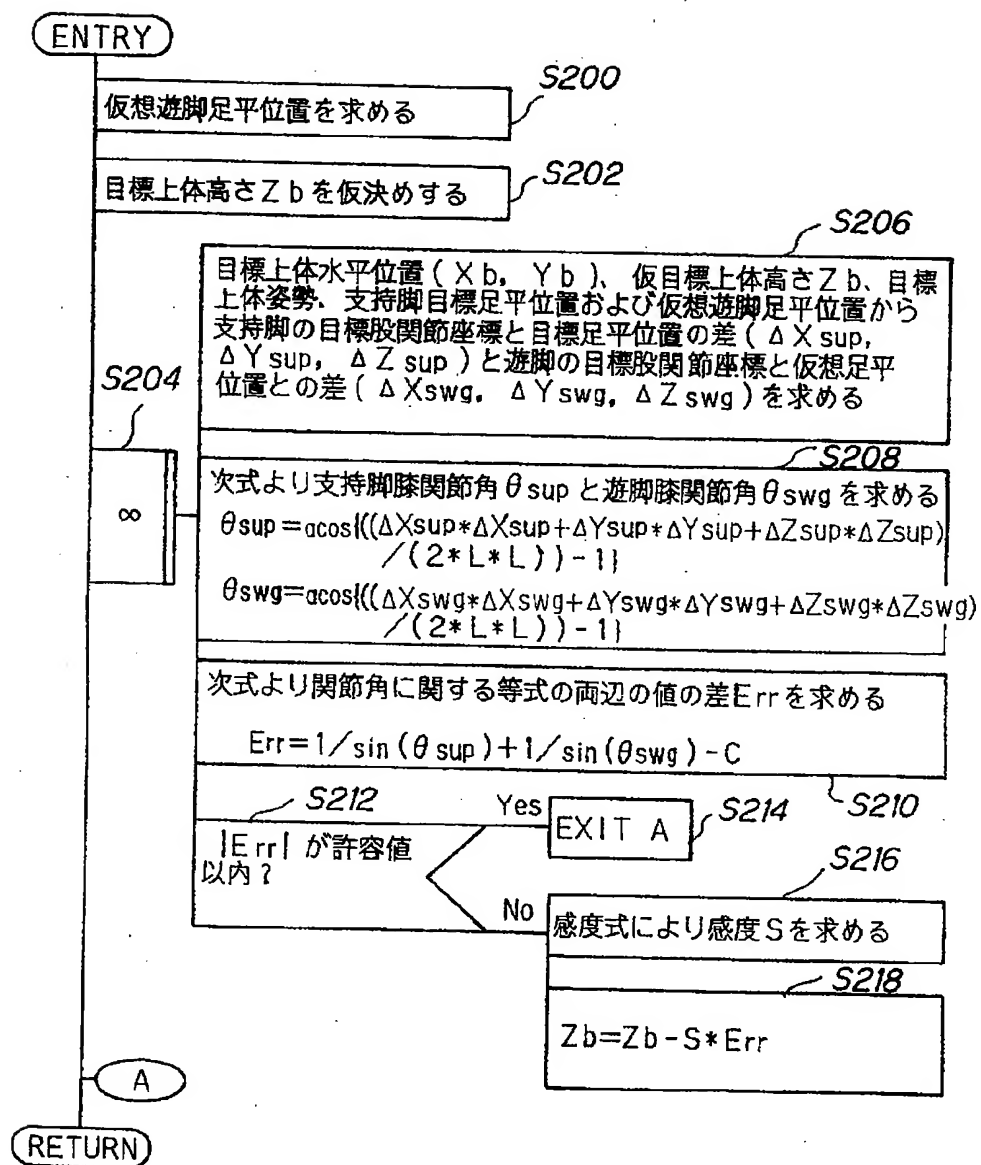 ENTRY
S200
仮想遊脚足平位置を求める
S202
目標上体高さZbを仮決めする
S206
目標上体水平位置(Xb, Yb)、仮目標上体高さZb、目標
上体姿勢、支持脚目標足平位置および仮想遊脚足平位置から
支持脚の目標股関節座標と目標足平位置の差(ΔXsup,
ΔYsup, ΔZsup)と遊脚の目標股関節座標と仮想足平
位置との差(ΔXswg, ΔYswg, ΔZswg)を求める
S204
∞
S208
次式より支持脚膝関節角θsupと遊脚膝関節角θswgを求める
θsup=acos{((ΔXsup*ΔXsup+ΔYsup*ΔYsup+ΔZsup*ΔZsup)
/(2*L*L))-1}
θswg=acos{((ΔXswg*ΔXswg+ΔYswg*ΔYswg+ΔZswg*ΔZswg)
/(2*L*L))-1}
次式より関節角に関する等式の両辺の値の差Errを求める
Err=1/sin(θsup)+1/sin(θswg)-C
S210
S212
|Err|が許容値
以内?
Yes
EXIT A
S214
No
S216
感度式により感度Sを求める
S218
Zb=Zb-S*Err
A
RETURN